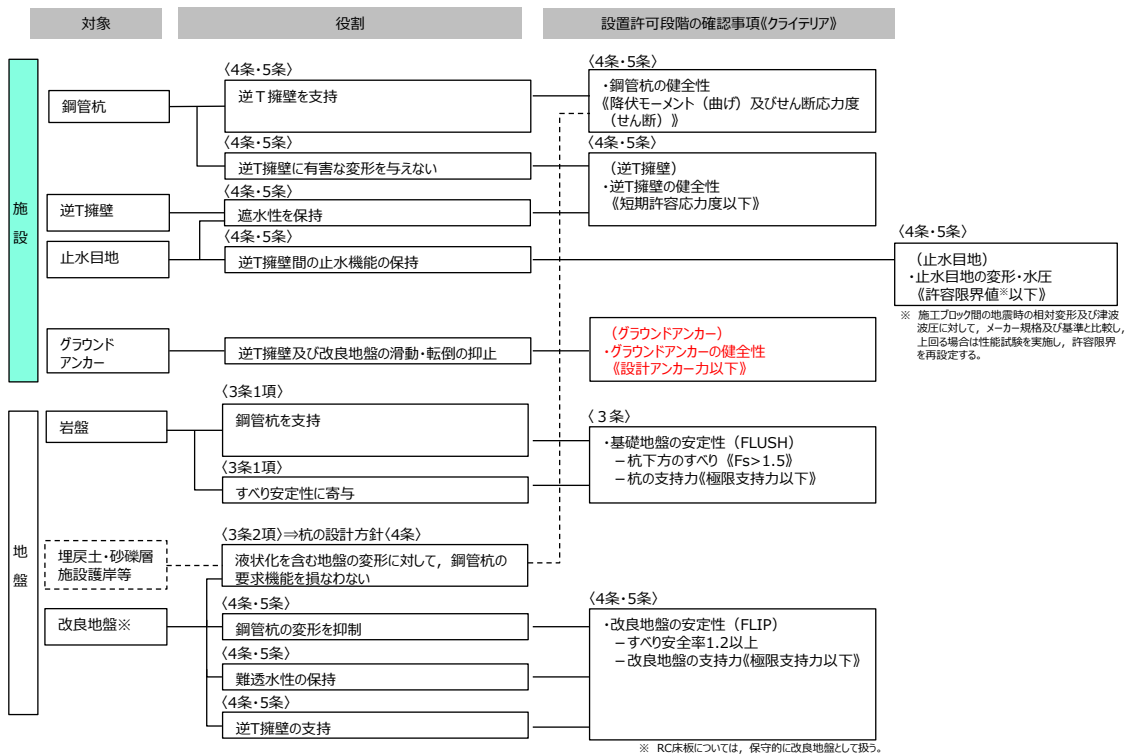 対象
役割
設置許可段階の確認事項《クライテリア》
施設
鋼管杭
〈4条・5条〉
逆T擁壁を支持
〈4条・5条〉
・鋼管杭の健全性
《降伏モーメント（曲げ）及びせん断応力度
（せん断）》
〈4条・5条〉
逆T擁壁に有害な変形を与えない
〈4条・5条〉
（逆T擁壁）
・逆T擁壁の健全性
《短期許容応力度以下》
逆T擁壁
〈4条・5条〉
遮水性を保持
止水目地
〈4条・5条〉
逆T擁壁間の止水機能の保持
〈4条・5条〉
（止水目地）
・止水目地の変形・水圧
《許容限界値※以下》
※ 施工ブロック間の地震時の相対変形及び津波
波圧に対して，メーカー規格及び基準と比較し，
上回る場合は性能試験を実施し，許容限界
を再設定する。
グラウンド
アンカー
逆T擁壁及び改良地盤の滑動・転倒の抑止
（グラウンドアンカー）
・グラウンドアンカーの健全性
《設計アンカー力以下》
地盤
岩盤
〈3条1項〉
鋼管杭を支持
〈3条1項〉
すべり安定性に寄与
〈３条〉
・基礎地盤の安定性（FLUSH）
－杭下方のすべり《Fs>1.5》
－杭の支持力《極限支持力以下》
埋戻土・砂礫層
施設護岸等
〈3条2項〉⇒杭の設計方針〈4条〉
液状化を含む地盤の変形に対して，鋼管杭の
要求機能を損なわない
改良地盤※
〈4条・5条〉
鋼管杭の変形を抑制
〈4条・5条〉
難透水性の保持
〈4条・5条〉
逆T擁壁の支持
〈4条・5条〉
・改良地盤の安定性（FLIP）
－すべり安全率1.2以上
－改良地盤の支持力《極限支持力以下》
※ RC床板については，保守的に改良地盤として扱う。